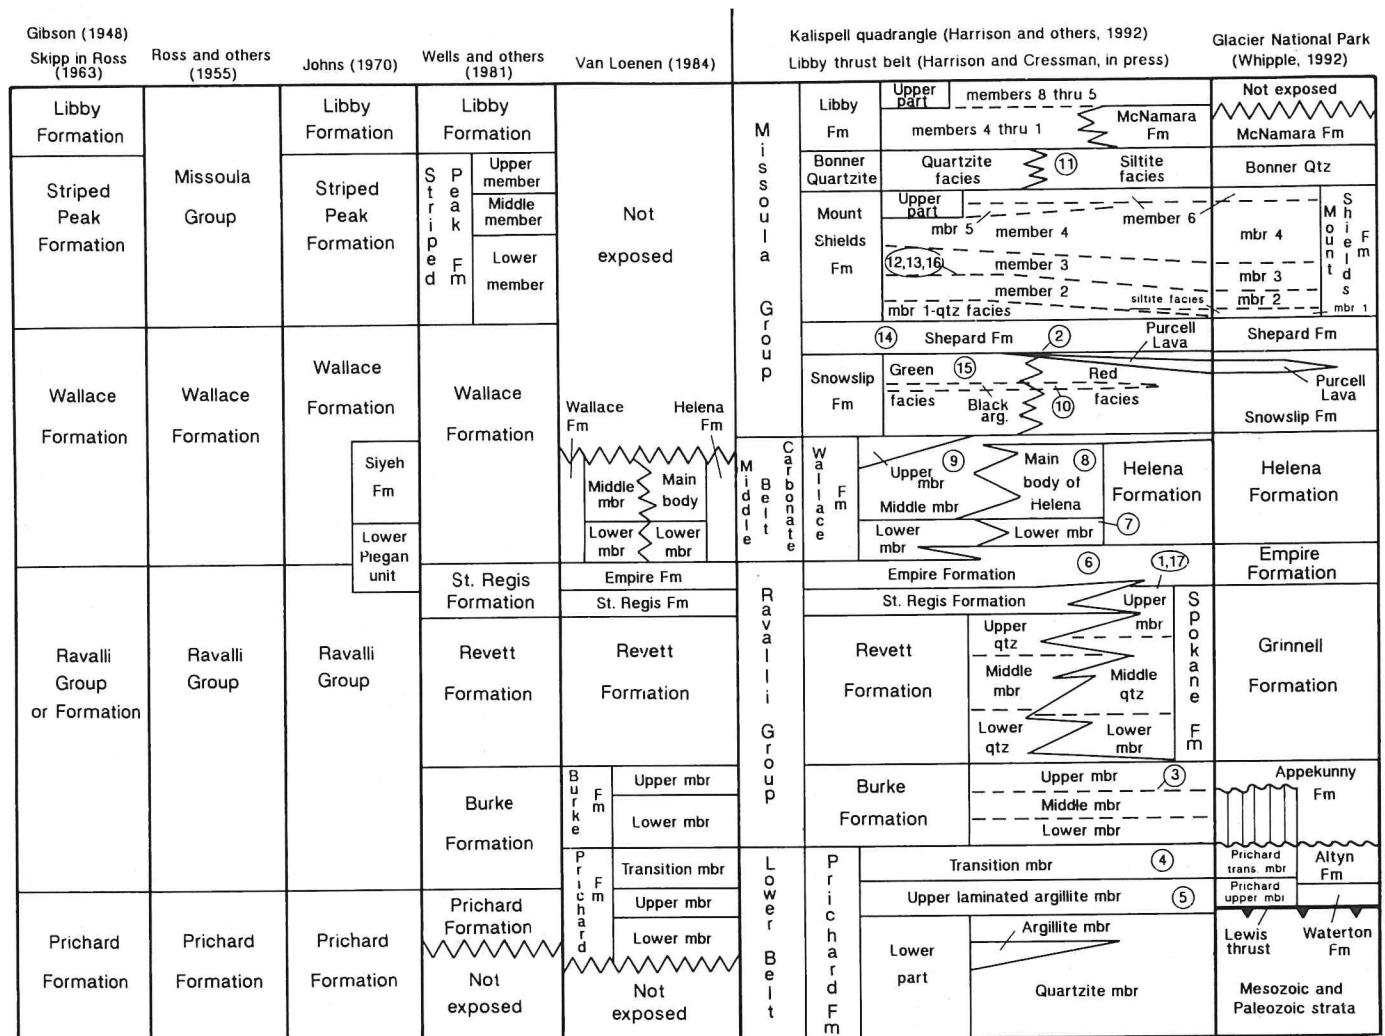 Gibson (1948)
Skipp in Ross
(1963)
Ross and others
(1955)
Johns (1970)
Wells and others
(1981)
Van Loenen (1984)
Kalispell quadrangle (Harrison and others, 1992)
Libby thrust belt (Harrison and Cressman, in press)
Glacier National Park
(Whipple, 1992)
Libby
Formation
Striped
Peak
Formation
Wallace
Formation
Ravalli
Group
or Formation
Prichard
Formation
Missoula
Group
Wallace
Formation
Ravalli
Group
Prichard
Formation
Libby
Formation
Striped
Peak
Formation
Wallace
Formation
Siyeh
Fm
Lower
Piegan
unit
Ravalli
Group
Prichard
Formation
Libby
Formation
Striped
Peak Fm
Upper
member
Middle
member
Lower
member
Wallace
Formation
St. Regis
Formation
Revett
Formation
Burke
Formation
Prichard
Formation
Not
exposed
Not
exposed
Wallace
Fm
Helena
Fm
Middle
mbr
Main
body
Lower
mbr
Lower
mbr
Empire Fm
St. Regis Fm
Revett
Formation
Burke
Fm
Upper mbr
Lower mbr
Prichard
Fm
Transition mbr
Upper mbr
Lower mbr
Not
exposed
Missoula Group
Middle
Belt
Carbonate
Ravalli Group
Lower Belt
Libby
Fm
Upper
part
members 8 thru 5
members 4 thru 1
McNamara
Fm
Bonner
Quartzite
Quartzite
facies
11
Siltite
facies
Mount
Shields
Fm
Upper
part
mbr 5
member 6
member 4
12,13,16
member 3
member 2
siltite facies
mbr 1-qtz facies
14
Shepard Fm
2
Purcell
Lava
Snowslip
Fm
Green
facies
15
Black
arg.
10
Red
facies
Wallace
Fm
Upper
mbr
9
Middle mbr
Main
body of
Helena
8
Helena
Formation
Lower
mbr
Lower mbr
7
Empire Formation
6
1,17
St. Regis Formation
Upper
mbr
Spokane Fm
Revett
Formation
Upper
qtz
Middle
mbr
Middle
qtz
Lower
qtz
Lower
mbr
Burke
Formation
Upper mbr
3
Middle mbr
Lower mbr
Prichard Fm
Transition mbr
4
Upper laminated argillite mbr
5
Lower
part
Argillite mbr
Quartzite mbr
Not exposed
McNamara Fm
Bonner Qtz
mbr 4
mbr 3
mbr 2
mbr 1
Mount
Shields
Fm
Shepard Fm
Purcell
Lava
Snowslip Fm
Helena
Formation
Empire
Formation
Grinnell
Formation
Appekunny
Fm
Prichard
trans. mbr
Altyn
Fm
Prichard
upper mbr
Lewis
thrust
Waterton
Fm
Mesozoic and
Paleozoic strata